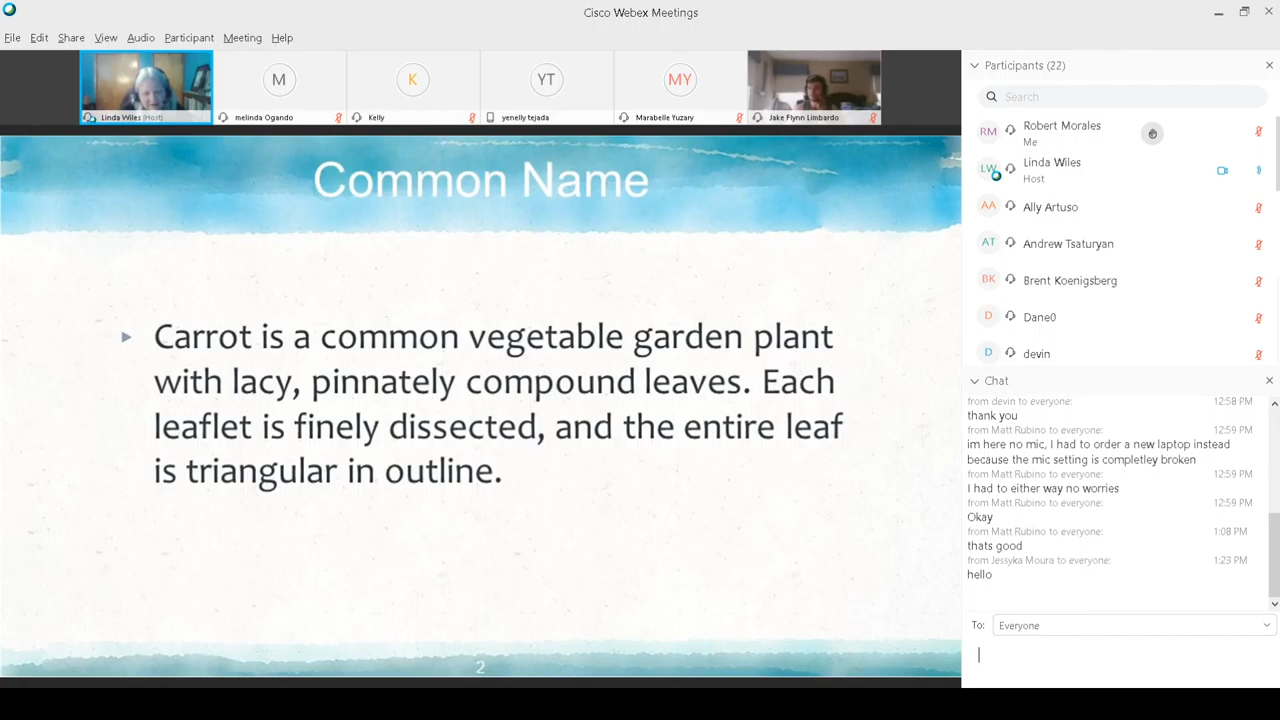 Cisco Webex Meetings
File Edit Share View Audio Participant Meeting Help
Linda Wiles (Host)
M
melinda Ogando
K
Kelly
YT
yenelly tejada
MY
Marabelle Yuzary
Jake Flynn Limbardo
Common Name
Carrot is a common vegetable garden plant
with lacy, pinnately compound leaves. Each
leaflet is finely dissected, and the entire leaf
is triangular in outline.
2
Participants (22)
Search
RM Robert Morales
Me
LW Linda Wiles
Host
AA Ally Artuso
AT Andrew Tsaturyan
BK Brent Koenigsberg
D Dane0
D devin
Chat
from devin to everyone: 12:58 PM
thank you
from Matt Rubino to everyone: 12:59 PM
im here no mic, I had to order a new laptop instead
because the mic setting is completley broken
from Matt Rubino to everyone: 12:59 PM
I had to either way no worries
from Matt Rubino to everyone: 12:59 PM
Okay
from Matt Rubino to everyone: 1:08 PM
thats good
from Jessyka Moura to everyone: 1:23 PM
hello
To: Everyone